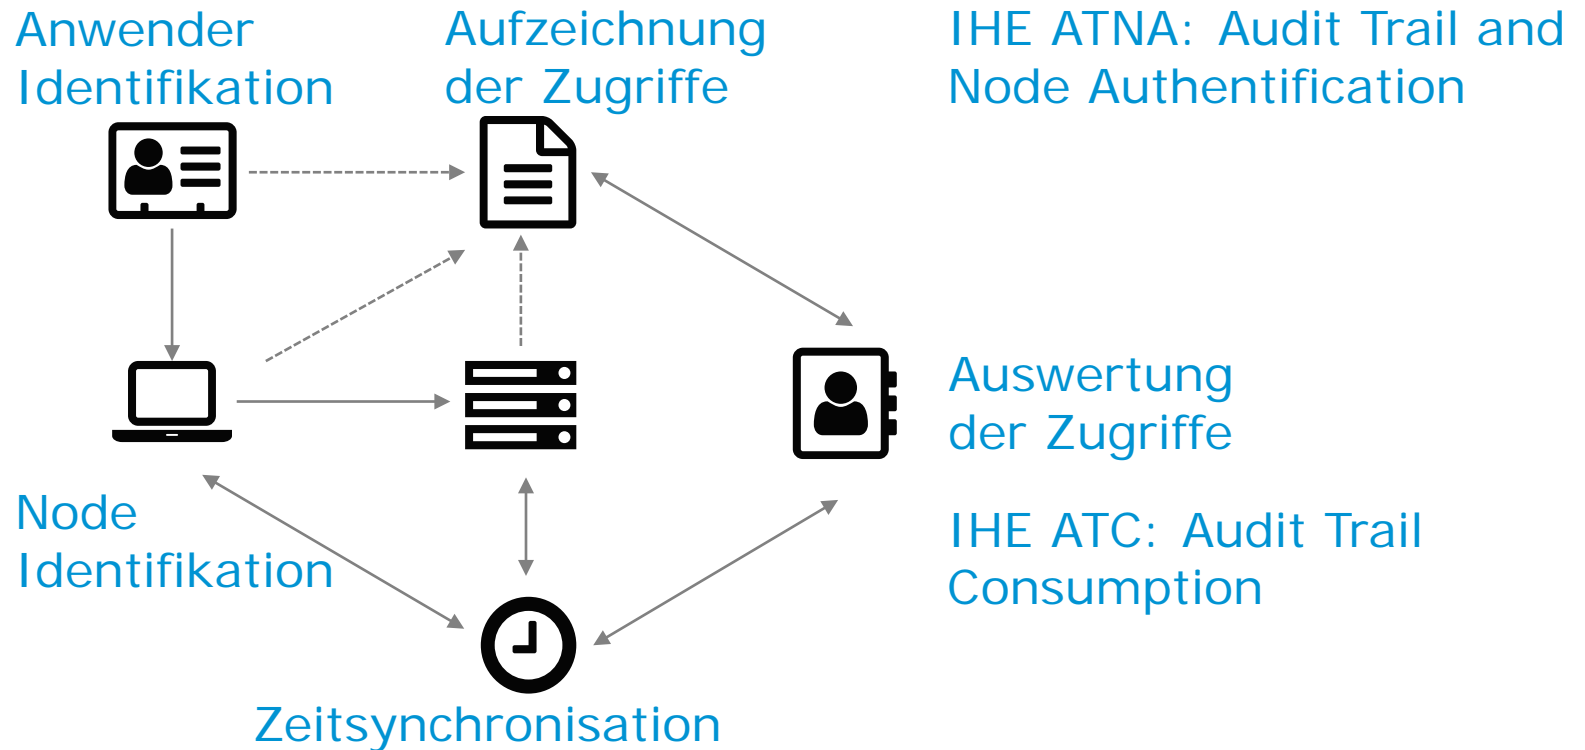 Anwender
Identifikation
Aufzeichnung
der Zugriffe
IHE ATNA: Audit Trail and
Node Authentification
Auswertung
der Zugriffe
Node
Identifikation
IHE ATC: Audit Trail
Consumption
Zeitsynchronisation